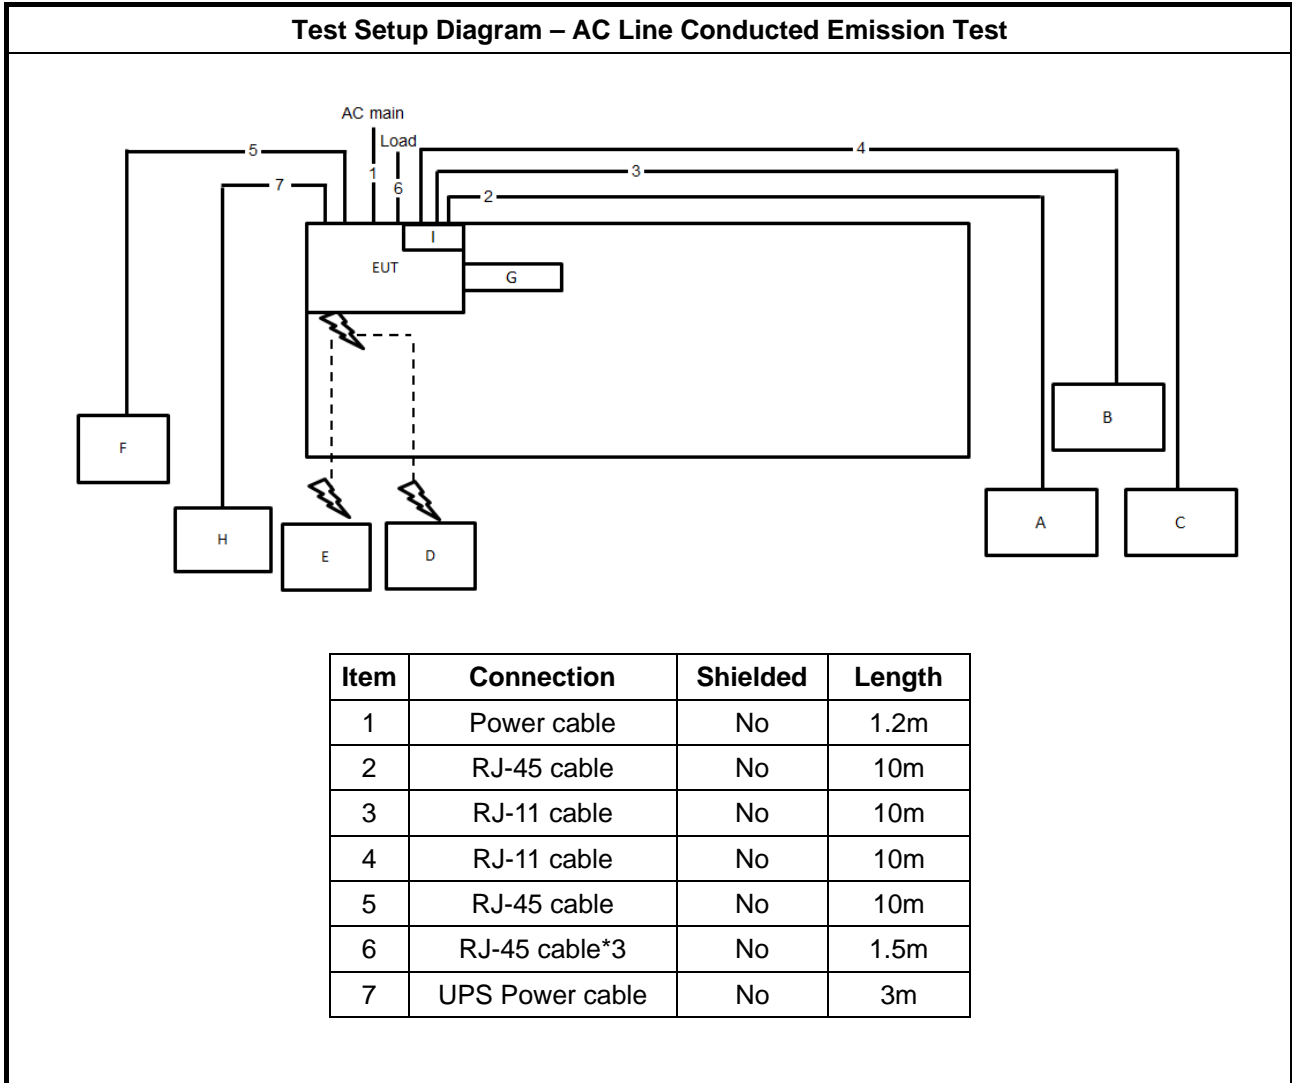 Test Setup Diagram – AC Line Conducted Emission Test
AC main
Load
5
4
3
1
7
6
2
I
EUT
G
B
F
A
C
H
E
D
Item Connection Shielded Length
1 Power cable No 1.2m
2 RJ-45 cable No 10m
3 RJ-11 cable No 10m
4 RJ-11 cable No 10m
5 RJ-45 cable No 10m
6 RJ-45 cable*3 No 1.5m
7 UPS Power cable No 3m